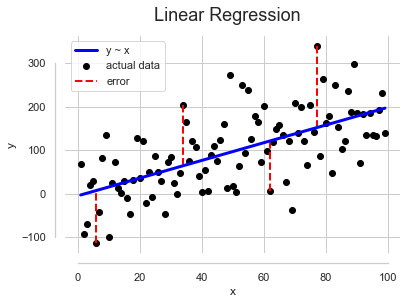 Linear Regression
y ~ x
actual data
error
300
200
100
0
−100
y
0 20 40 60 80 100
x